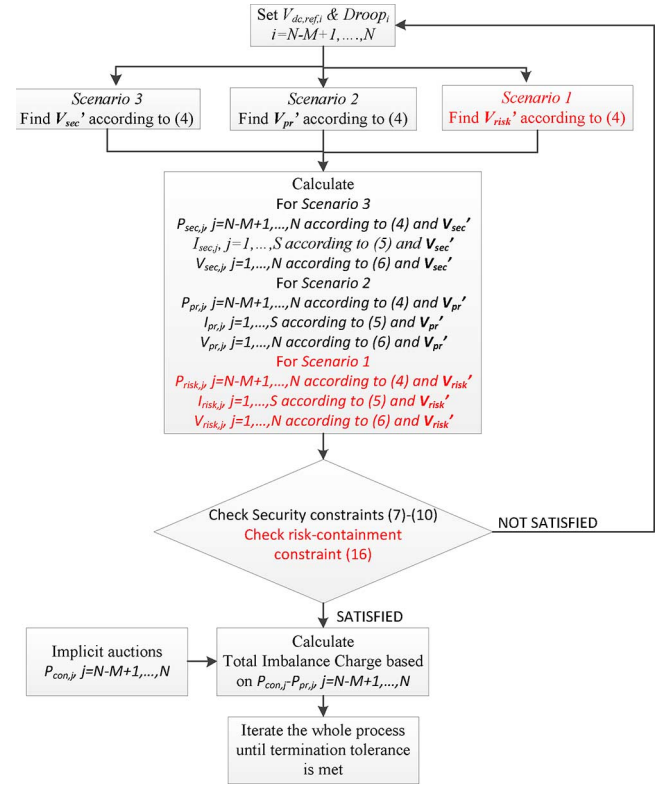 Set V_dc,ref,i & Droop_i
i=N-M+1,....,N
Scenario 3
Find V_sec’ according to (4)
Scenario 2
Find V_pr’ according to (4)
Scenario 1
Find V_risk’ according to (4)
Calculate
For Scenario 3
P_sec,j, j=N-M+1,...,N according to (4) and V_sec’
I_sec,j, j=1,...,S according to (5) and V_sec’
V_sec,j, j=1,...,N according to (6) and V_sec’
For Scenario 2
P_pr,j, j=N-M+1,...,N according to (4) and V_pr’
I_pr,j, j=1,...,S according to (5) and V_pr’
V_pr,j, j=1,...,N according to (6) and V_pr’
For Scenario 1
P_risk,j, j=N-M+1,...,N according to (4) and V_risk’
I_risk,j, j=1,...,S according to (5) and V_risk’
V_risk,j, j=1,...,N according to (6) and V_risk’
Check Security constraints (7)-(10)
Check risk-containment
constraint (16)
NOT SATISFIED
SATISFIED
Implicit auctions
P_con,j, j=N-M+1,...,N
Calculate
Total Imbalance Charge based
on P_con,j-P_pr,j, j=N-M+1,...,N
Iterate the whole process
until termination tolerance
is met